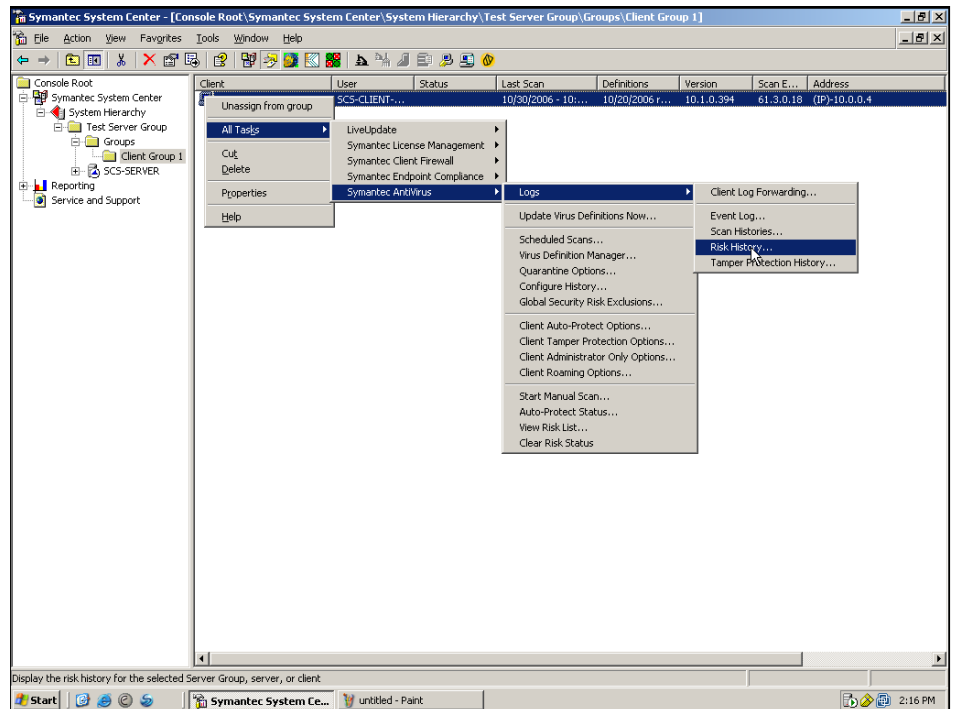 Symantec System Center - [Console Root\Symantec System Center\System Hierarchy\Test Server Group\Groups\Client Group 1]
File Action View Favorites Tools Window Help
Console Root
Symantec System Center
System Hierarchy
Test Server Group
Groups
Client Group 1
SCS-SERVER
Reporting
Service and Support
Client User Status Last Scan Definitions Version Scan E... Address
SCS-CLIENT-... 10/30/2006 - 10:... 10/20/2006 r... 10.1.0.394 61.3.0.18 (IP)-10.0.0.4
Unassign from group
All Tasks
Cut
Delete
Properties
Help
LiveUpdate
Symantec License Management
Symantec Client Firewall
Symantec Endpoint Compliance
Symantec AntiVirus
Logs
Update Virus Definitions Now...
Scheduled Scans...
Virus Definition Manager...
Quarantine Options...
Configure History...
Global Security Risk Exclusions...
Client Auto-Protect Options...
Client Tamper Protection Options...
Client Administrator Only Options...
Client Roaming Options...
Start Manual Scan...
Auto-Protect Status...
View Risk List...
Clear Risk Status
Client Log Forwarding...
Event Log...
Scan Histories...
Risk History...
Tamper Protection History...
Display the risk history for the selected Server Group, server, or client
Start Symantec System Ce... untitled - Paint 2:16 PM